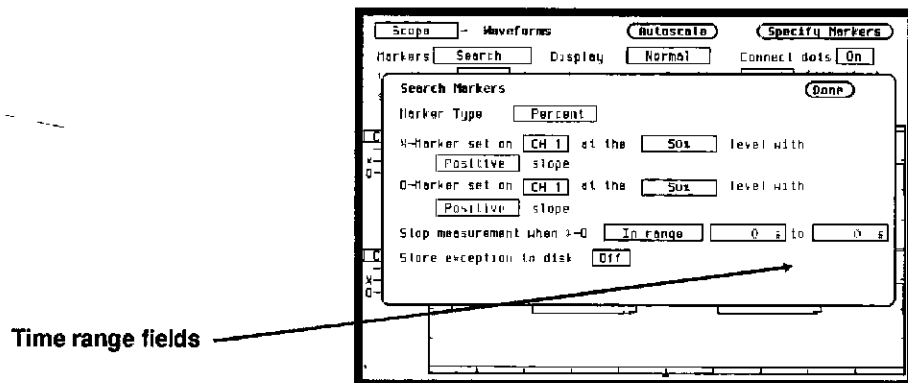 Scope - Waveforms Autoscale Specify Markers
Markers Search Display Normal Connect dots On
Search Markers Done
Marker Type Percent
X-Marker set on CH 1 at the 50% level with
Positive slope
O-Marker set on CH 1 at the 50% level with
Positive slope
Stop measurement when X-O In range 0 s to 0 s
Store exception to disk Off
X-
O-
Time range fields